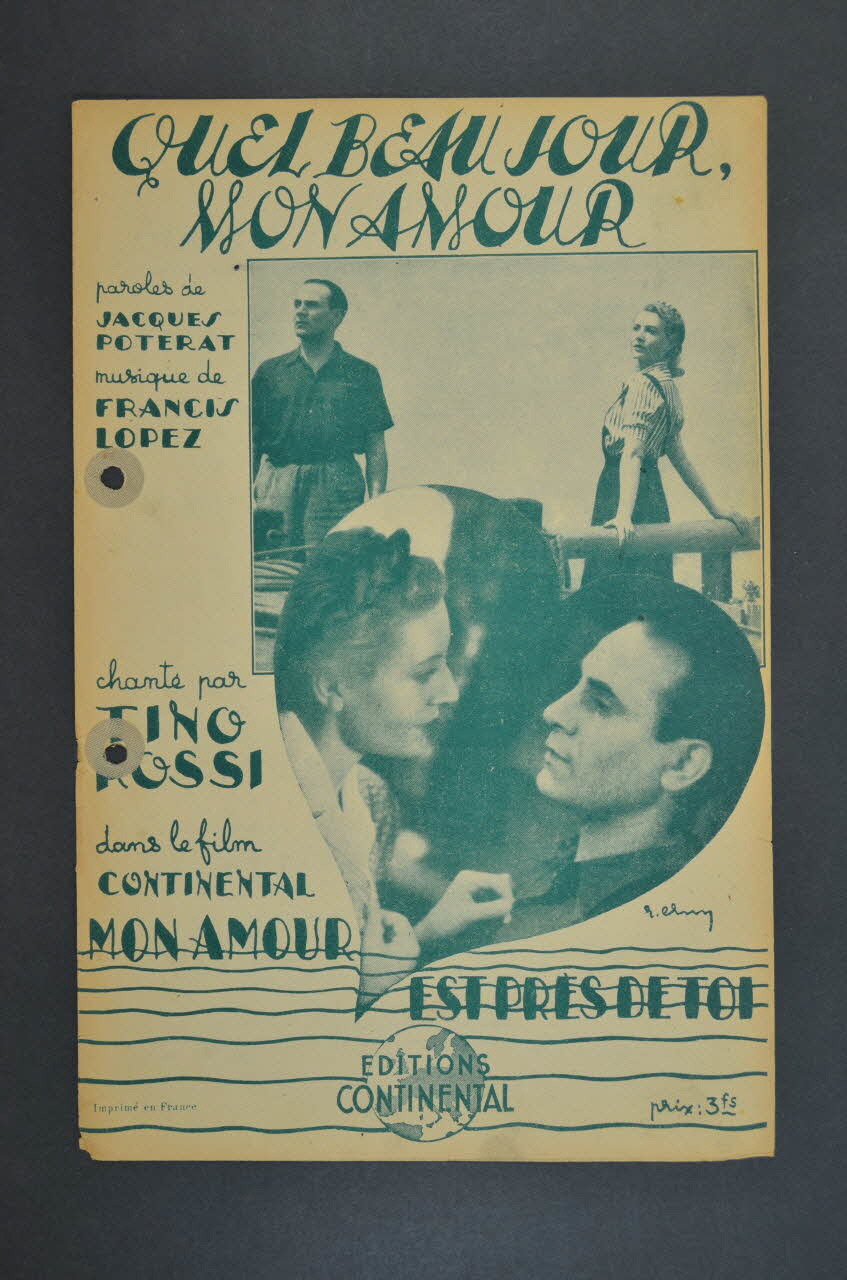 QUEL BEAU JOUR,
MON AMOUR
paroles de
JACQUES
POTERAT
musique de
FRANCIS
LOPEZ
chanté par
TINO
ROSSI
dans le film
CONTINENTAL
MON AMOUR
EST PRÈS DE TOI
EDITIONS
CONTINENTAL
Imprimé en France
prix: 3fs